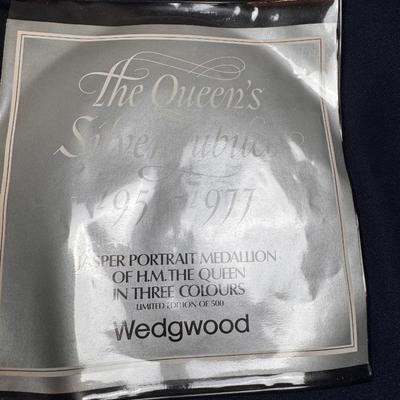 The Queen's
Silver Jubilee
1952-1977
JASPER PORTRAIT MEDALLION
OF H.M. THE QUEEN
IN THREE COLOURS
LIMITED EDITION OF 500
Wedgwood